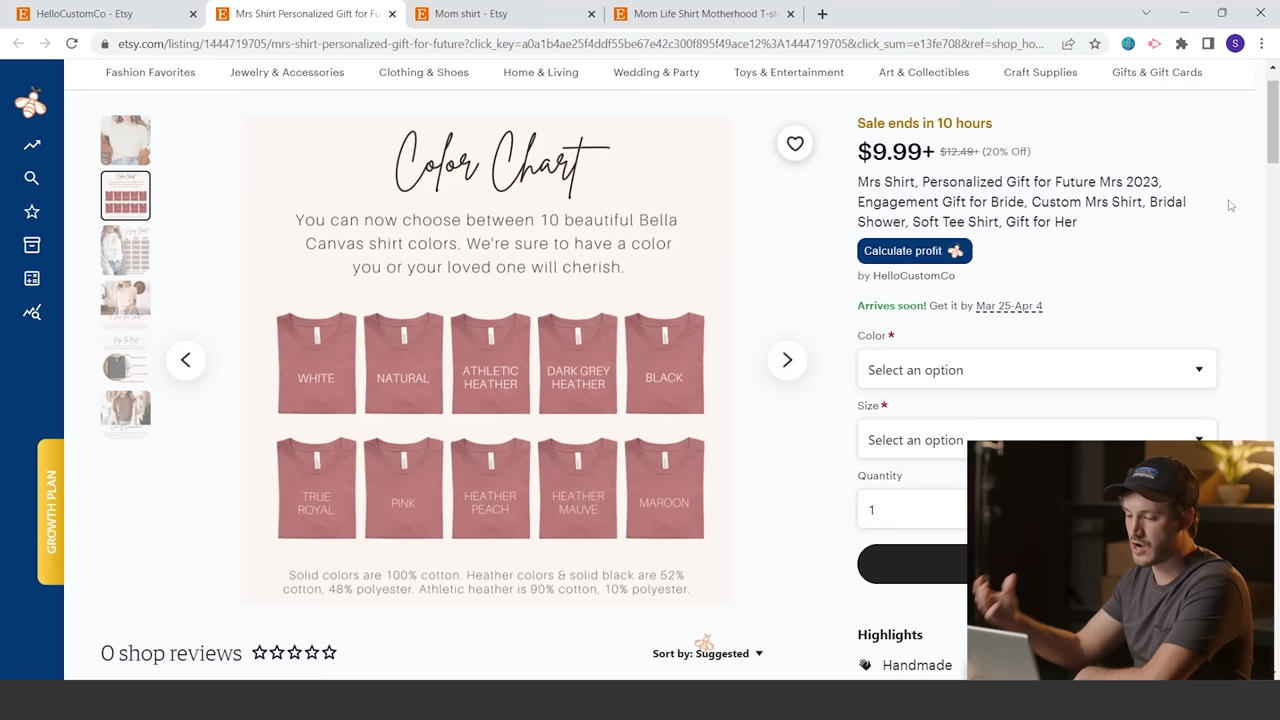 HelloCustomCo - Etsy
Mrs Shirt Personalized Gift for Fu
Mom shirt - Etsy
Mom Life Shirt Motherhood T-sh
etsy.com/listing/1444719705/mrs-shirt-personalized-gift-for-future?click_key=a0a1b4ae25f4ddf55be67e42c300f895f49ace12%3A1444719705&click_sum=e13fe708&ref=shop_ho...
S
Fashion Favorites
Jewelry & Accessories
Clothing & Shoes
Home & Living
Wedding & Party
Toys & Entertainment
Art & Collectibles
Craft Supplies
Gifts & Gift Cards
GROWTH PLAN
Color Chart
You can now choose between 10 beautiful Bella
Canvas shirt colors. We're sure to have a color
you or your loved one will cherish.
WHITE
NATURAL
ATHLETIC
HEATHER
DARK GREY
HEATHER
BLACK
TRUE
ROYAL
PINK
HEATHER
PEACH
HEATHER
MAUVE
MAROON
Solid colors are 100% cotton. Heather colors & solid black are 52%
cotton, 48% polyester. Athletic heather is 90% cotton, 10% polyester.
0 shop reviews
Sort by: Suggested
Sale ends in 10 hours
$9.99+ $12.49+ (20% Off)
Mrs Shirt, Personalized Gift for Future Mrs 2023,
Engagement Gift for Bride, Custom Mrs Shirt, Bridal
Shower, Soft Tee Shirt, Gift for Her
Calculate profit
by HelloCustomCo
Arrives soon! Get it by Mar 25-Apr 4
Color *
Select an option
Size *
Select an option
Quantity
1
Highlights
Handmade